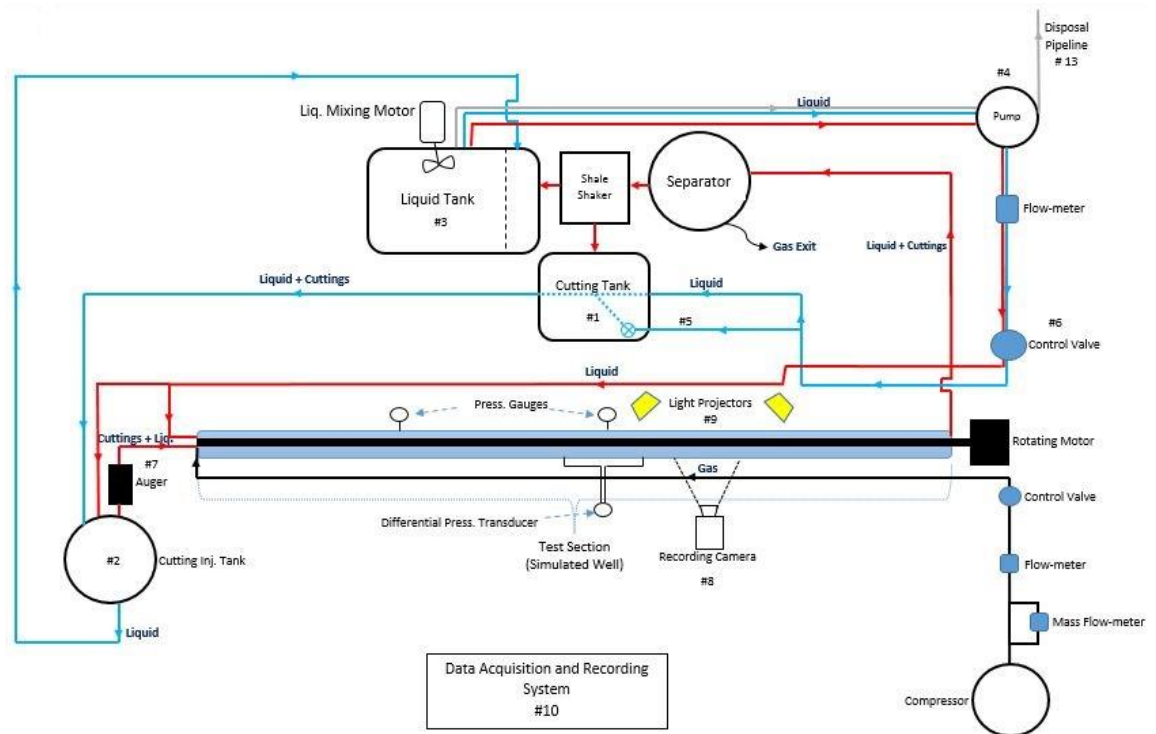 Disposal
Pipeline
# 13
#4
Pump
Liquid
Liq. Mixing Motor
Liquid Tank
#3
Shale
Shaker
Separator
Gas Exit
Flow-meter
Liquid + Cuttings
Liquid + Cuttings
Cutting Tank
#1
Liquid
#5
#6
Control Valve
Liquid
Press. Gauges
Light Projectors
#9
Cuttings + Liq.
#7
Auger
Rotating Motor
Gas
Control Valve
Differential Press. Transducer
Test Section
(Simulated Well)
Recording Camera
#8
#2
Cutting Inj. Tank
Flow-meter
Mass Flow-meter
Liquid
Data Acquisition and Recording
System
#10
Compressor